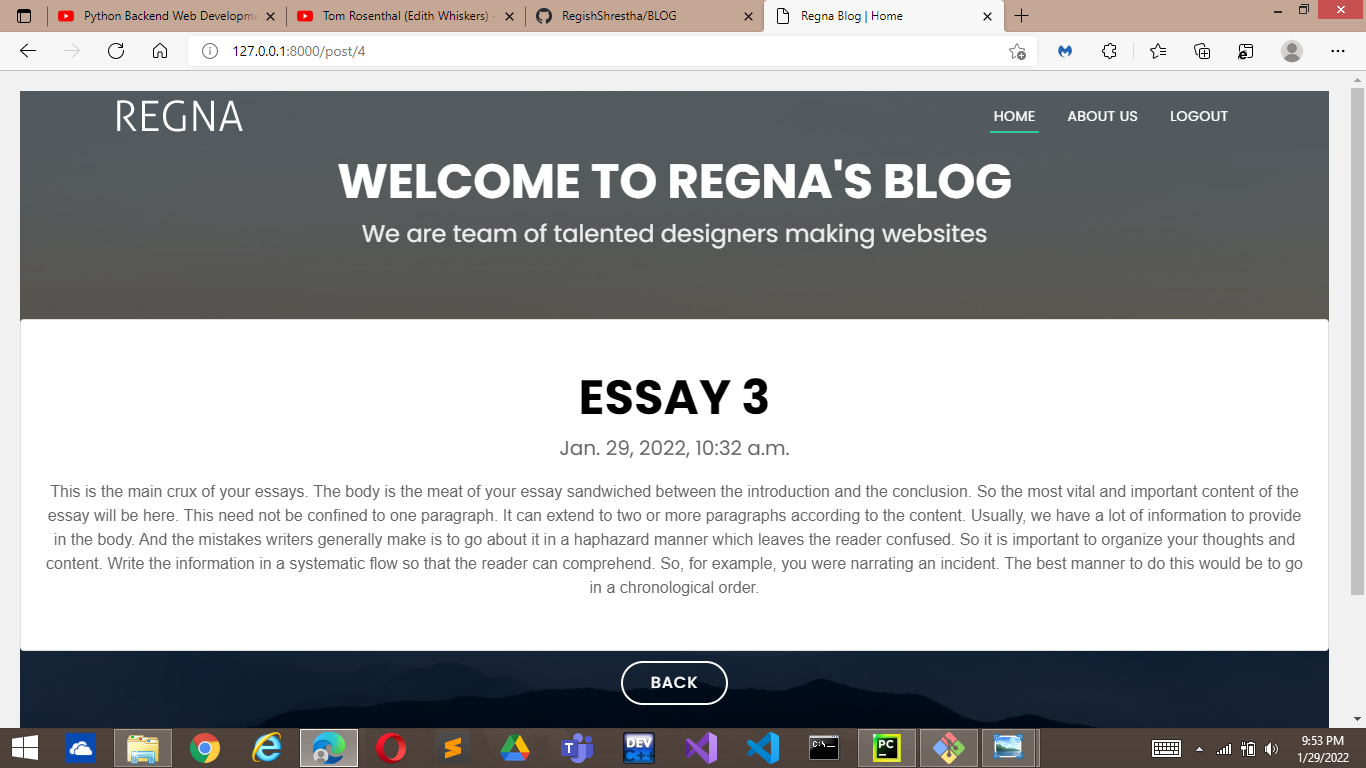 Python Backend Web Developme
Tom Rosenthal (Edith Whiskers) -
RegishShrestha/BLOG
Regna Blog | Home
127.0.0.1:8000/post/4
REGNA
HOME
ABOUT US
LOGOUT
WELCOME TO REGNA'S BLOG
We are team of talented designers making websites
ESSAY 3
Jan. 29, 2022, 10:32 a.m.
This is the main crux of your essays. The body is the meat of your essay sandwiched between the introduction and the conclusion. So the most vital and important content of the
essay will be here. This need not be confined to one paragraph. It can extend to two or more paragraphs according to the content. Usually, we have a lot of information to provide
in the body. And the mistakes writers generally make is to go about it in a haphazard manner which leaves the reader confused. So it is important to organize your thoughts and
content. Write the information in a systematic flow so that the reader can comprehend. So, for example, you were narrating an incident. The best manner to do this would be to go
in a chronological order.
BACK
DEV
C++
C:\_
PC
9:53 PM
1/29/2022